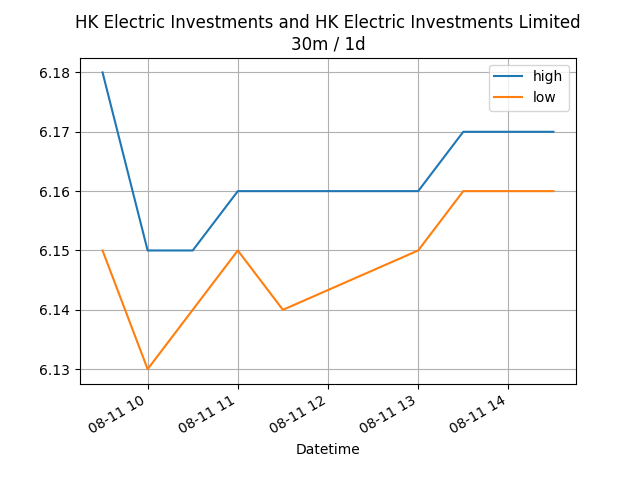 HK Electric Investments and HK Electric Investments Limited
30m / 1d
high
low
6.18
6.17
6.16
6.15
6.14
6.13
08-11 10
08-11 11
08-11 12
08-11 13
08-11 14
Datetime